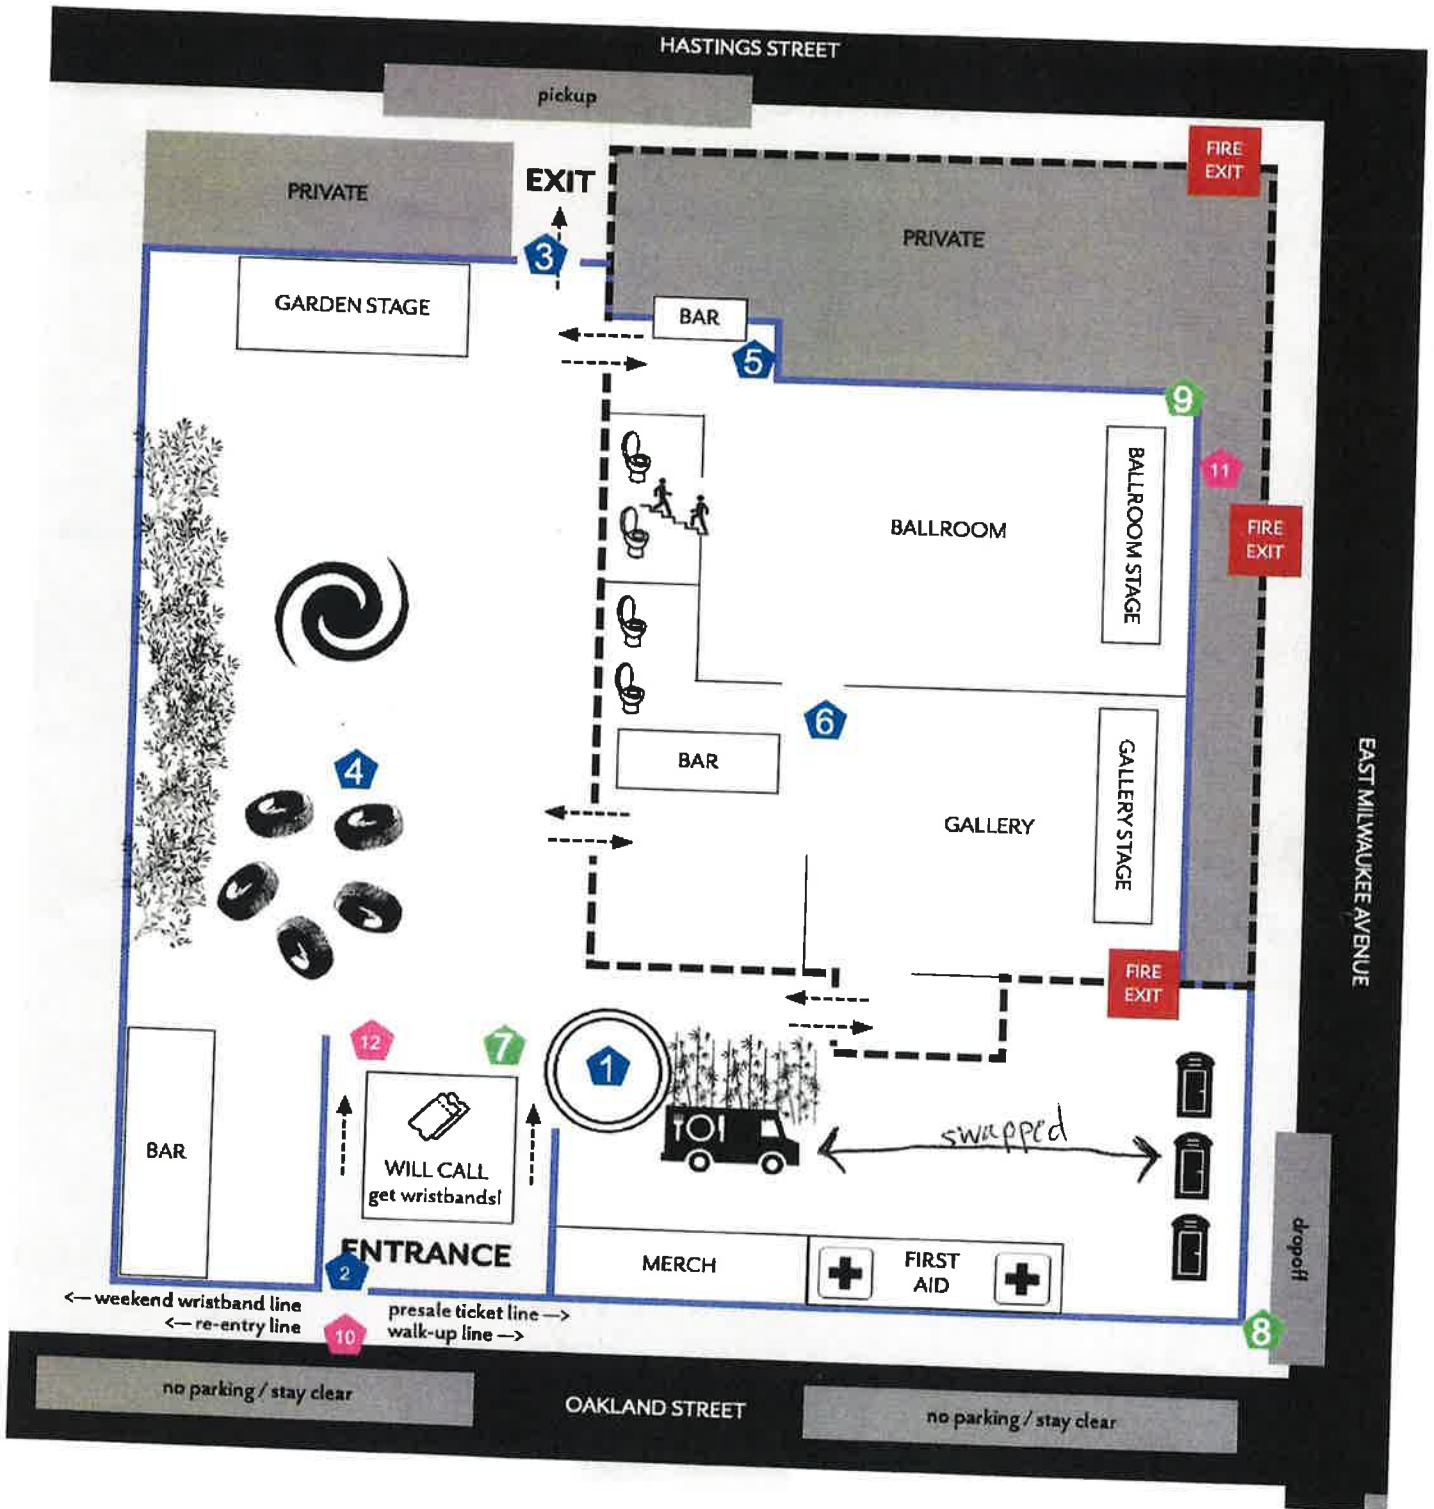 HASTINGS STREET
pickup
FIRE
EXIT
PRIVATE
EXIT
PRIVATE
3
GARDEN STAGE
BAR
5
9
BALLROOM STAGE
11
BALLROOM
FIRE
EXIT
6
4
BAR
GALLERY STAGE
GALLERY
EAST MILWAUKEE AVENUE
FIRE
EXIT
12
7
1
BAR
WILL CALL
get wristbands!
swapped
ENTRANCE
2
MERCH
FIRST
AID
dropoff
<— weekend wristband line
<— re-entry line
10
presale ticket line —>
walk-up line —>
8
no parking / stay clear
OAKLAND STREET
no parking / stay clear